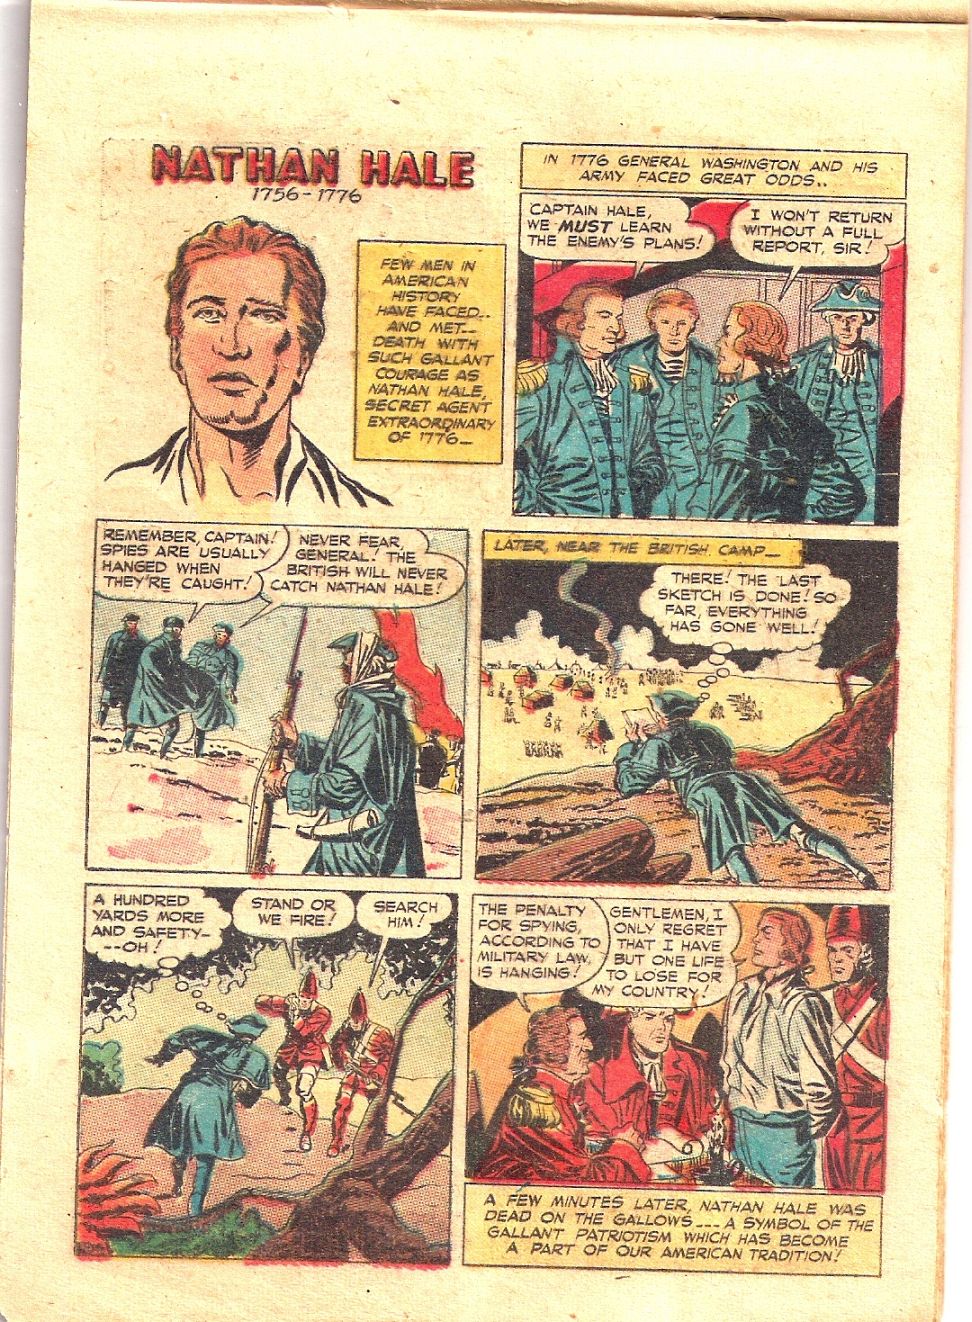 NATHAN HALE
1756-1776
FEW MEN IN
AMERICAN
HISTORY
HAVE FACED..
AND MET--
DEATH WITH
SUCH GALLANT
COURAGE AS
NATHAN HALE,
SECRET AGENT
EXTRAORDINARY
OF 1776--
IN 1776 GENERAL WASHINGTON AND HIS
ARMY FACED GREAT ODDS..
CAPTAIN HALE,
WE MUST LEARN
THE ENEMY'S PLANS!
I WON'T RETURN
WITHOUT A FULL
REPORT, SIR!
REMEMBER, CAPTAIN!
SPIES ARE USUALLY
HANGED WHEN
THEY'RE CAUGHT!
NEVER FEAR,
GENERAL! THE
BRITISH WILL NEVER
CATCH NATHAN HALE!
LATER, NEAR THE BRITISH CAMP--
THERE! THE LAST
SKETCH IS DONE! SO
FAR, EVERYTHING
HAS GONE WELL!
A HUNDRED
YARDS MORE
AND SAFETY--
--OH!
STAND OR
WE FIRE!
SEARCH
HIM!
THE PENALTY
FOR SPYING,
ACCORDING TO
MILITARY LAW,
IS HANGING!
GENTLEMEN, I
ONLY REGRET
THAT I HAVE
BUT ONE LIFE
TO LOSE FOR
MY COUNTRY!
A FEW MINUTES LATER, NATHAN HALE WAS
DEAD ON THE GALLOWS --- A SYMBOL OF THE
GALLANT PATRIOTISM WHICH HAS BECOME
A PART OF OUR AMERICAN TRADITION!